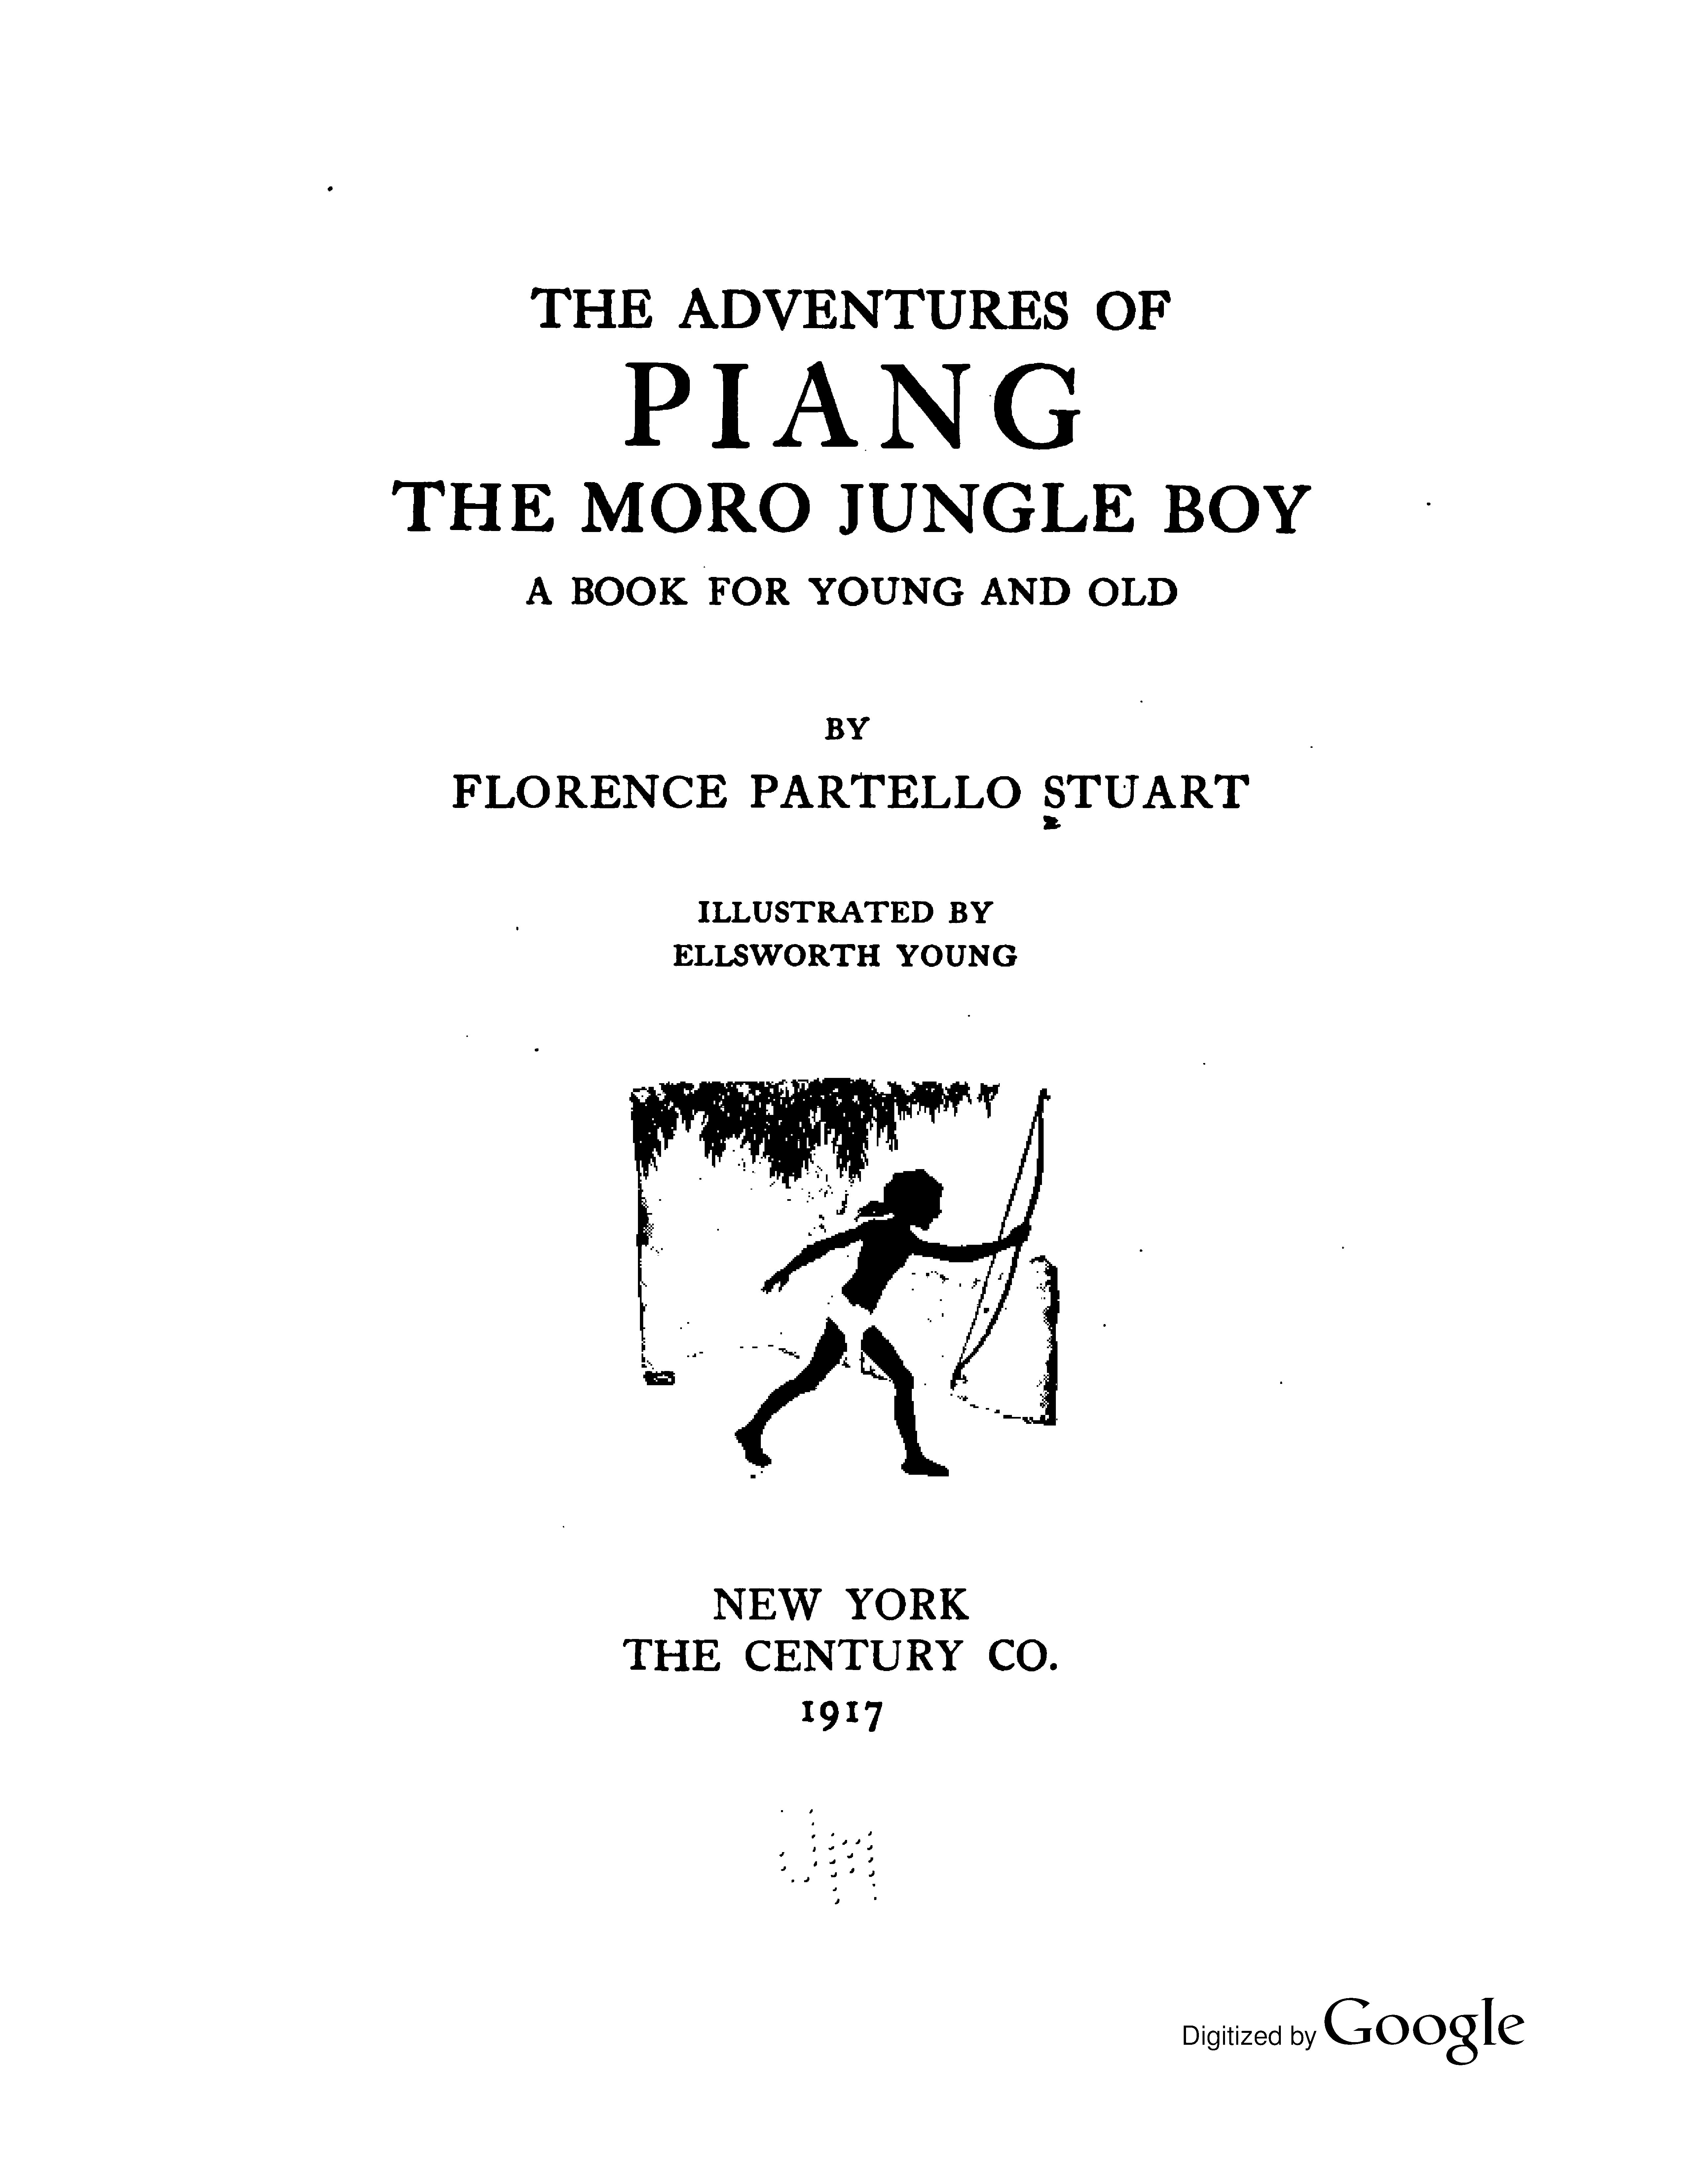 THE ADVENTURES OF
PIANG
THE MORO JUNGLE BOY
A BOOK FOR YOUNG AND OLD
BY
FLORENCE PARTELLO STUART
ILLUSTRATED BY
ELLSWORTH YOUNG
NEW YORK
THE CENTURY CO.
1917
Digitized by Google